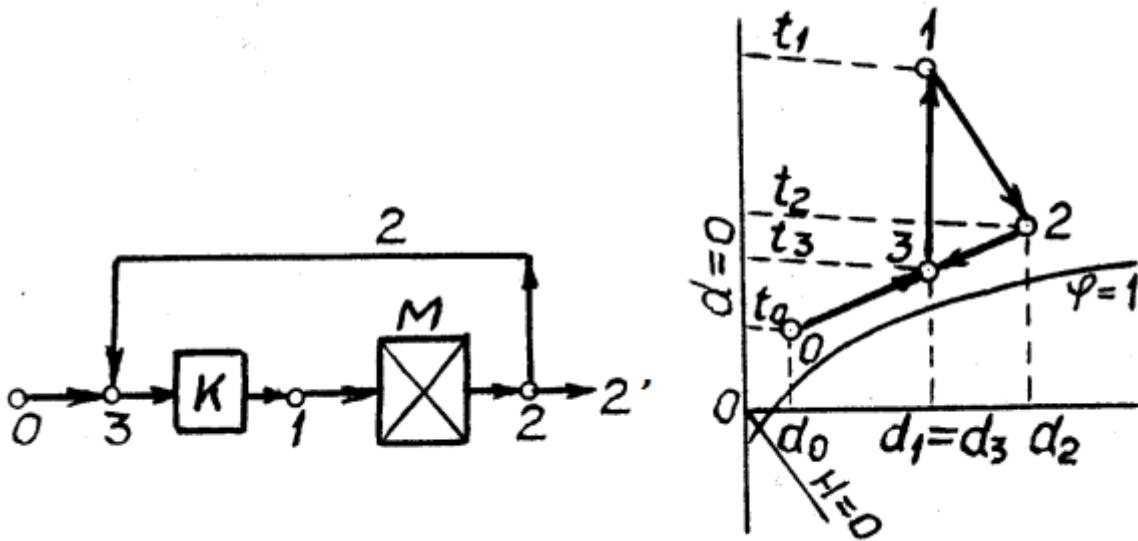 2
M
K
0
3
1
2
2'
t₁
1
t₂
2
t₃
3
d=0
t₀
0
φ=1
0
d₀
d₁=d₃
d₂
H=0